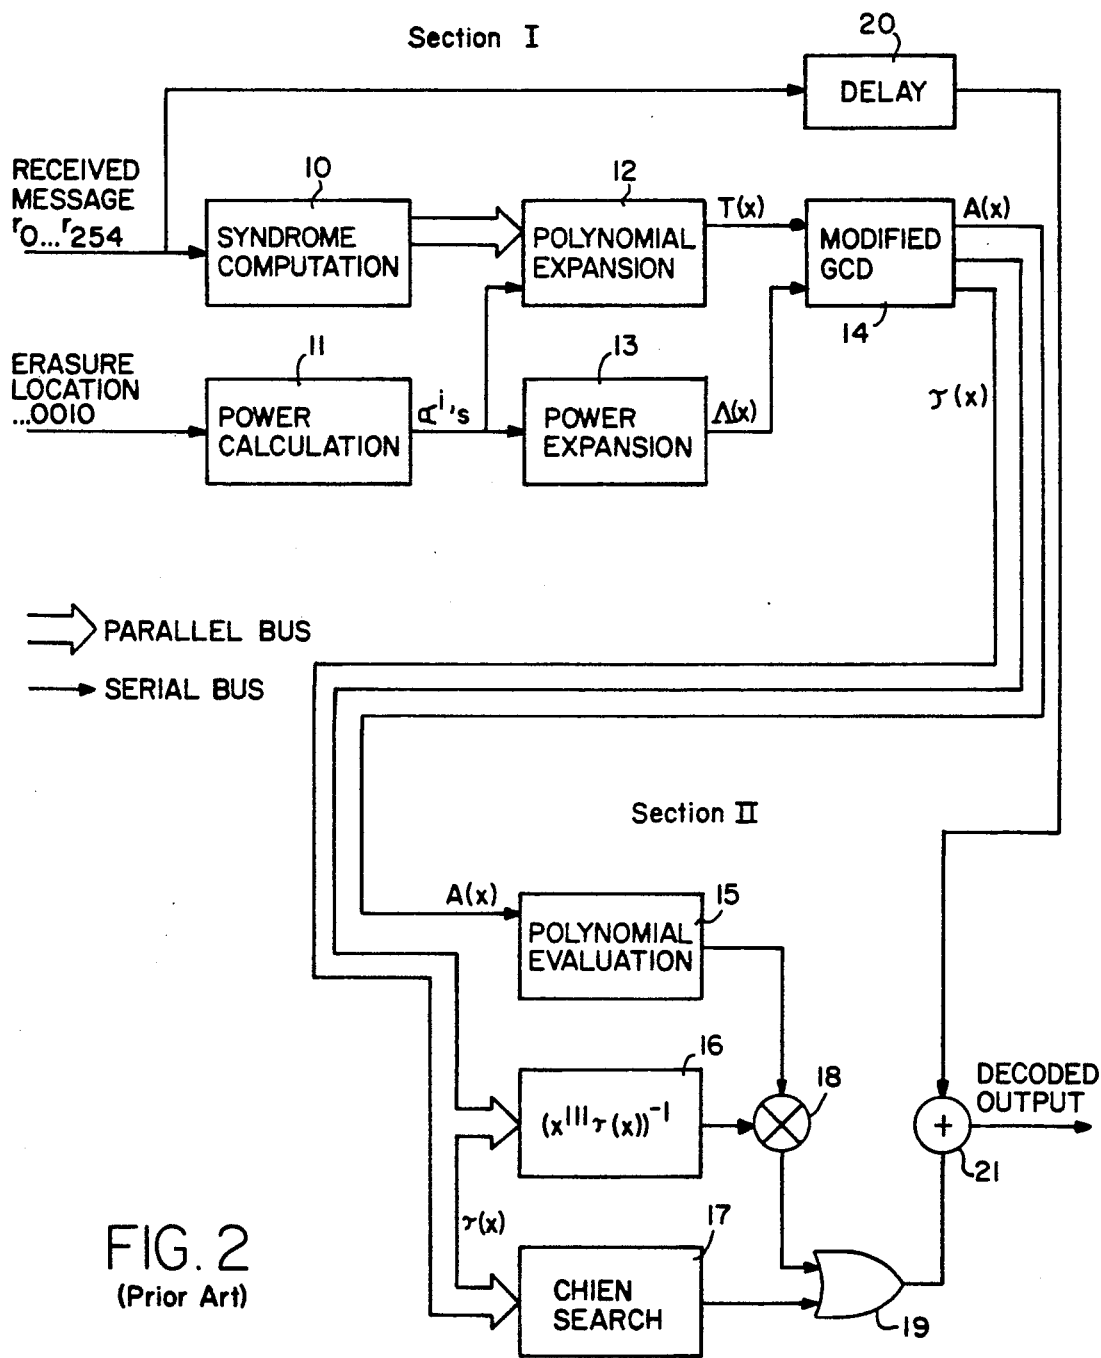 Section I
20
DELAY
RECEIVED
MESSAGE
r0...r254
10
SYNDROME
COMPUTATION
12
POLYNOMIAL
EXPANSION
T(x)
MODIFIED
GCD
14
A(x)
ERASURE
LOCATION
...0010
11
POWER
CALCULATION
13
POWER
EXPANSION
Λ(x)
τ(x)
PARALLEL BUS
SERIAL BUS
Section II
A(x)
15
POLYNOMIAL
EVALUATION
16
(x^111 τ(x))^-1
18
DECODED
OUTPUT
+
21
τ(x)
17
CHIEN
SEARCH
19
FIG. 2
(Prior Art)